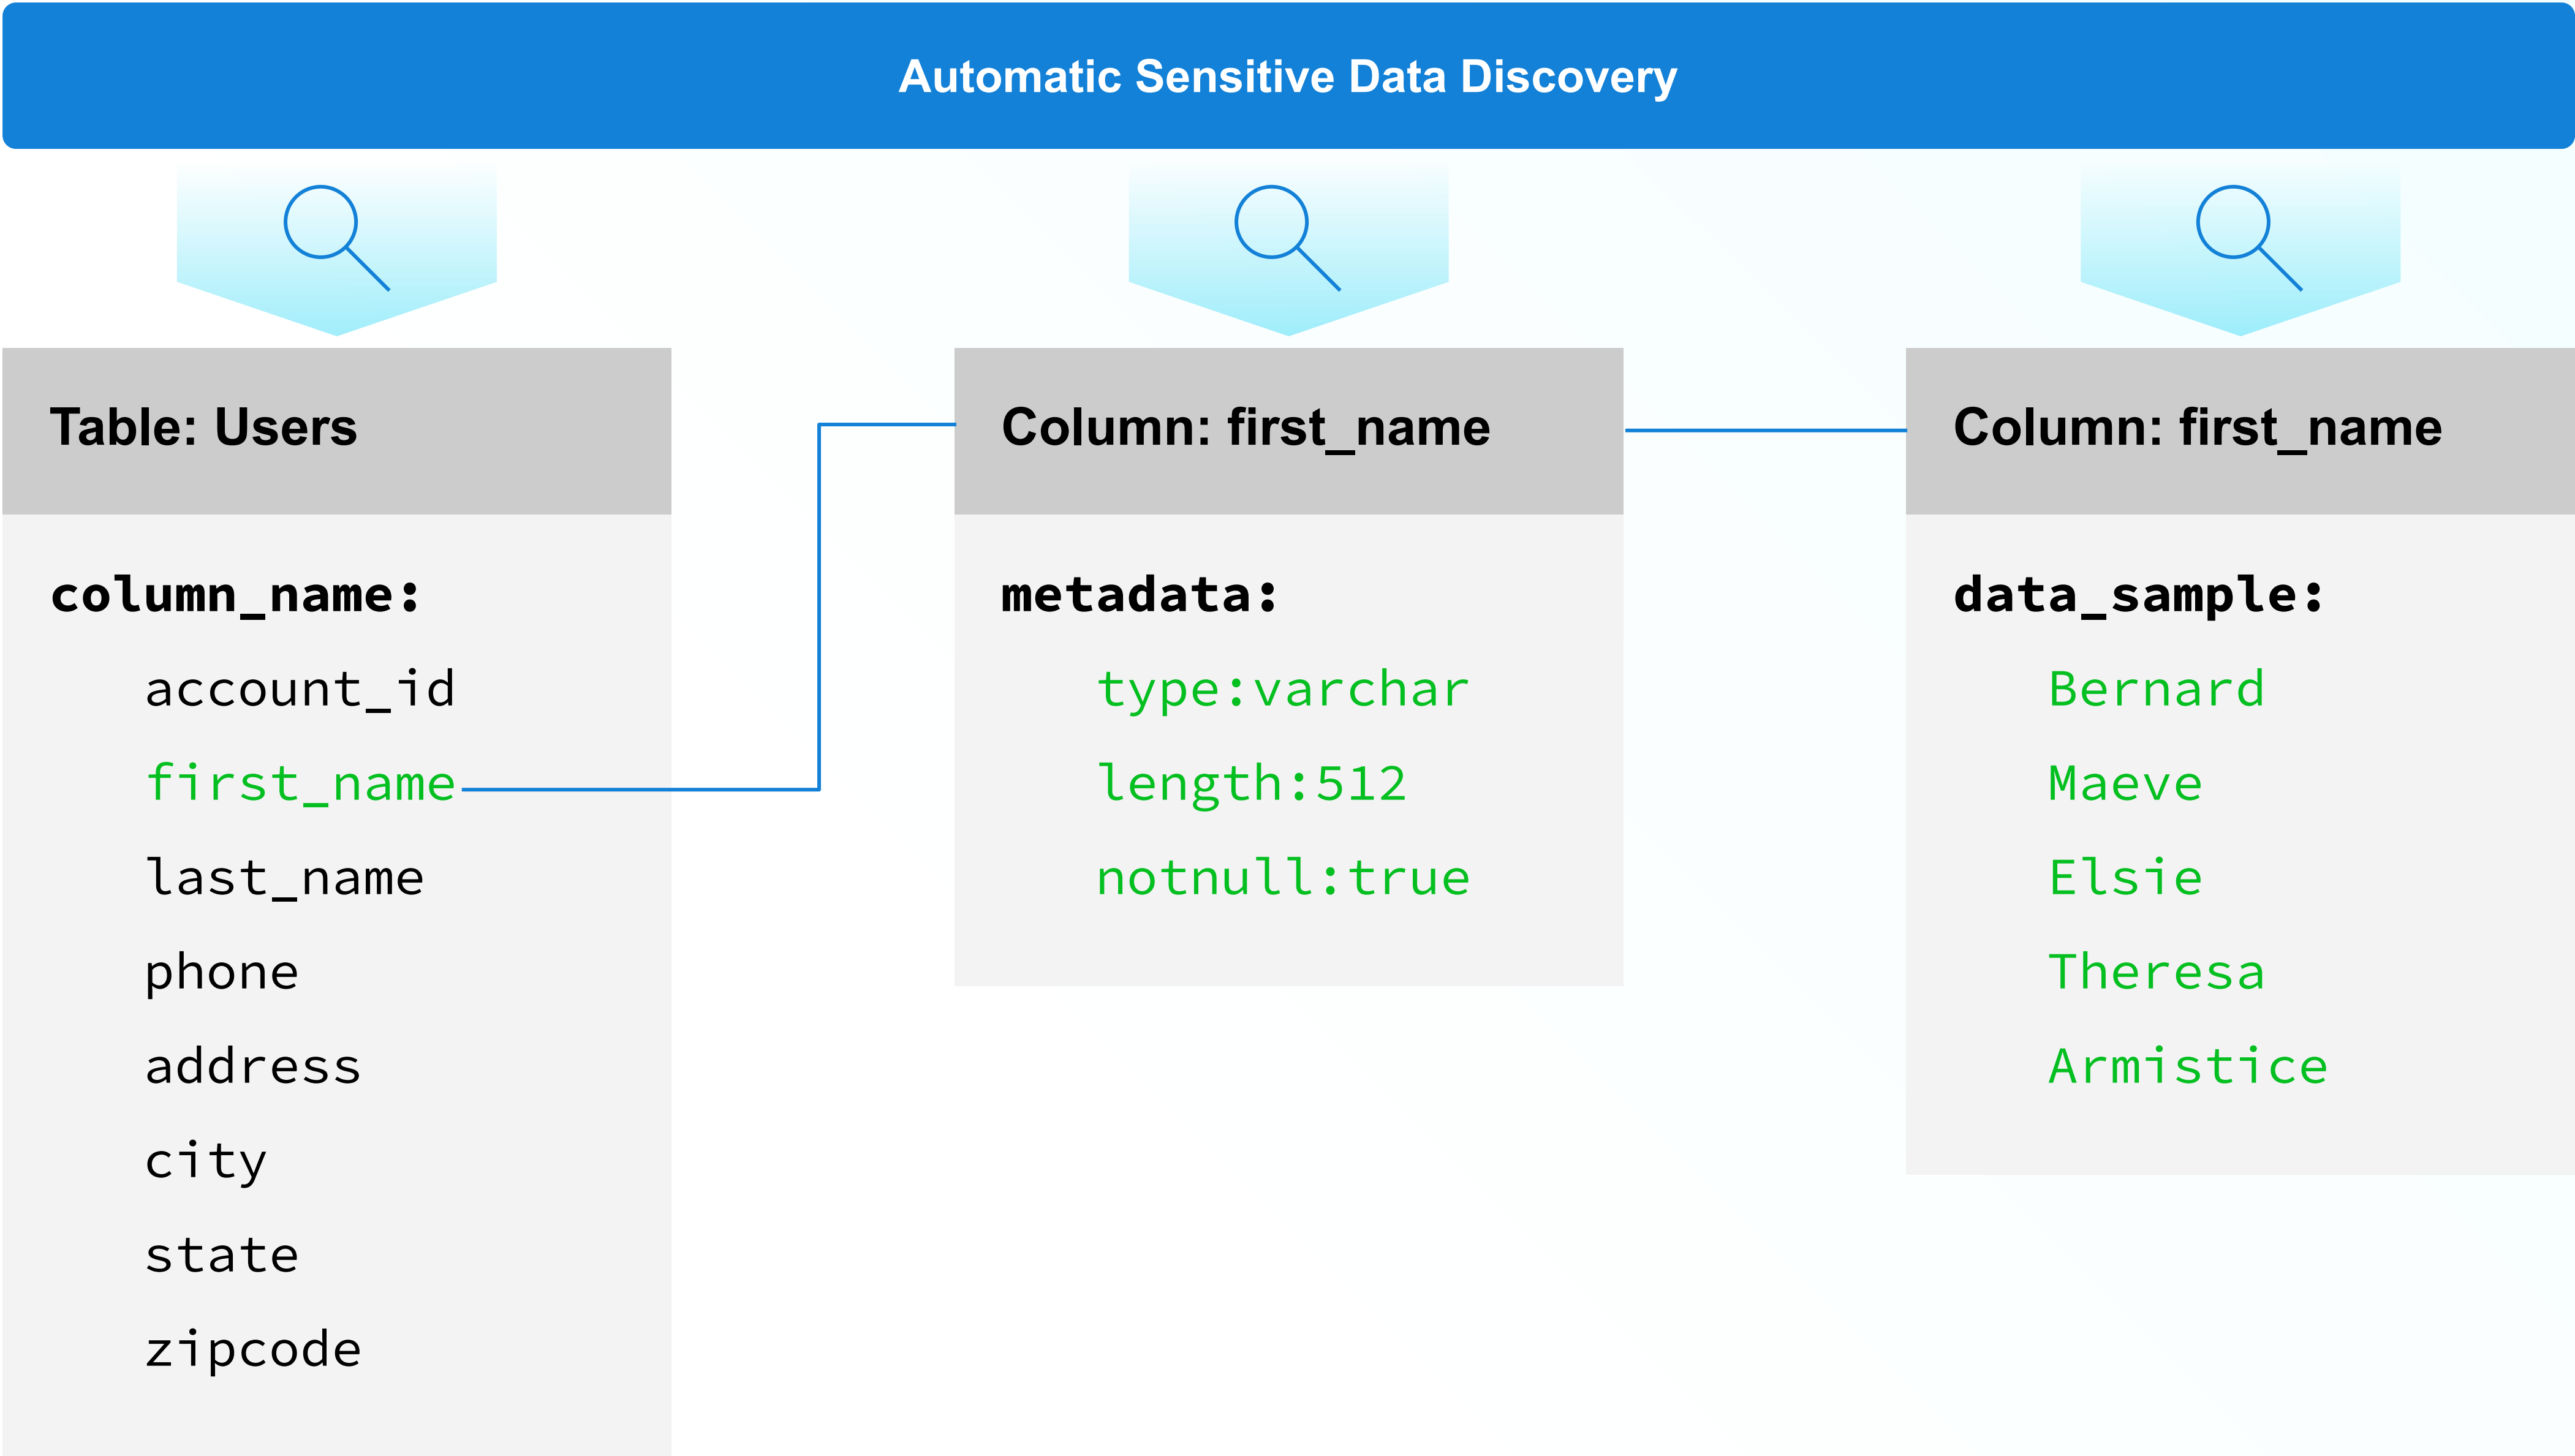 Automatic Sensitive Data Discovery
Table: Users
column_name:
account_id
first_name
last_name
phone
address
city
state
zipcode
Column: first_name
metadata:
type:varchar
length:512
notnull:true
Column: first_name
data_sample:
Bernard
Maeve
Elsie
Theresa
Armistice